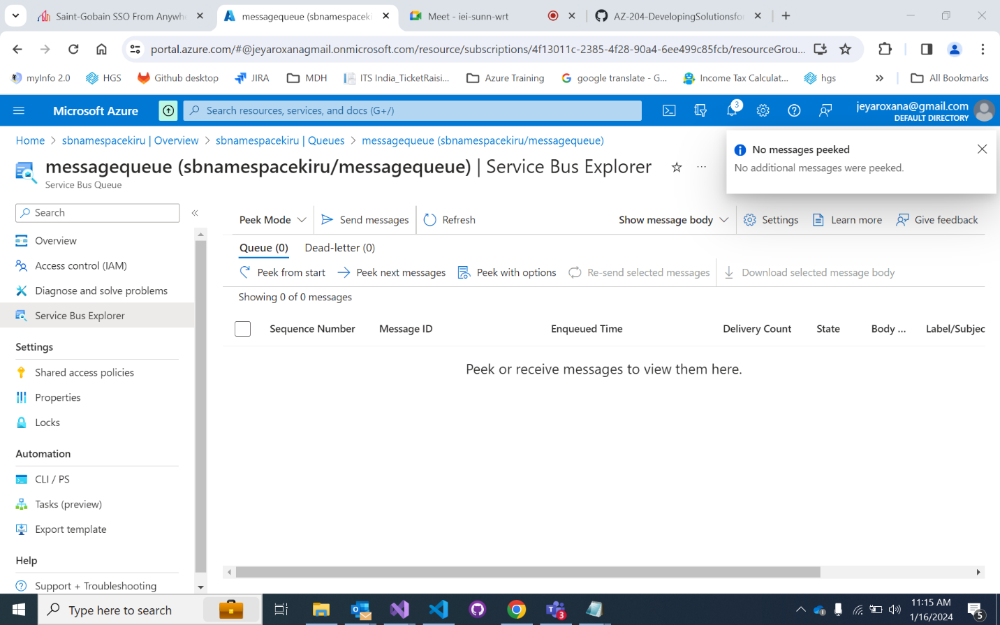 Saint-Gobain SSO From Anywhe
messagequeue (sbnamespaceki
Meet - iei-sunn-wrt
AZ-204-DevelopingSolutionsfor
portal.azure.com/#@jeyaroxanagmail.onmicrosoft.com/resource/subscriptions/4f13011c-2385-4f28-90a4-6ee499c85fcb/resourceGrou...
myInfo 2.0
HGS
Github desktop
JIRA
MDH
ITS India_TicketRaisi...
Azure Training
google translate - G...
Income Tax Calculat...
hgs
»
All Bookmarks
Microsoft Azure
Search resources, services, and docs (G+/)
3
jeyaroxana@gmail.com
DEFAULT DIRECTORY
Home > sbnamespacekiru | Overview > sbnamespacekiru | Queues > messagequeue (sbnamespacekiru/messagequeue)
No messages peeked
No additional messages were peeked.
messagequeue (sbnamespacekiru/messagequeue) | Service Bus Explorer
Service Bus Queue
Search
«
Overview
Access control (IAM)
Diagnose and solve problems
Service Bus Explorer
Settings
Shared access policies
Properties
Locks
Automation
CLI / PS
Tasks (preview)
Export template
Help
Support + Troubleshooting
Peek Mode
Send messages
Refresh
Show message body
Settings
Learn more
Give feedback
Queue (0)
Dead-letter (0)
Peek from start
Peek next messages
Peek with options
Re-send selected messages
Download selected message body
Showing 0 of 0 messages
Sequence Number
Message ID
Enqueued Time
Delivery Count
State
Body ...
Label/Subjec
Peek or receive messages to view them here.
Type here to search
3
11:15 AM
1/16/2024
5